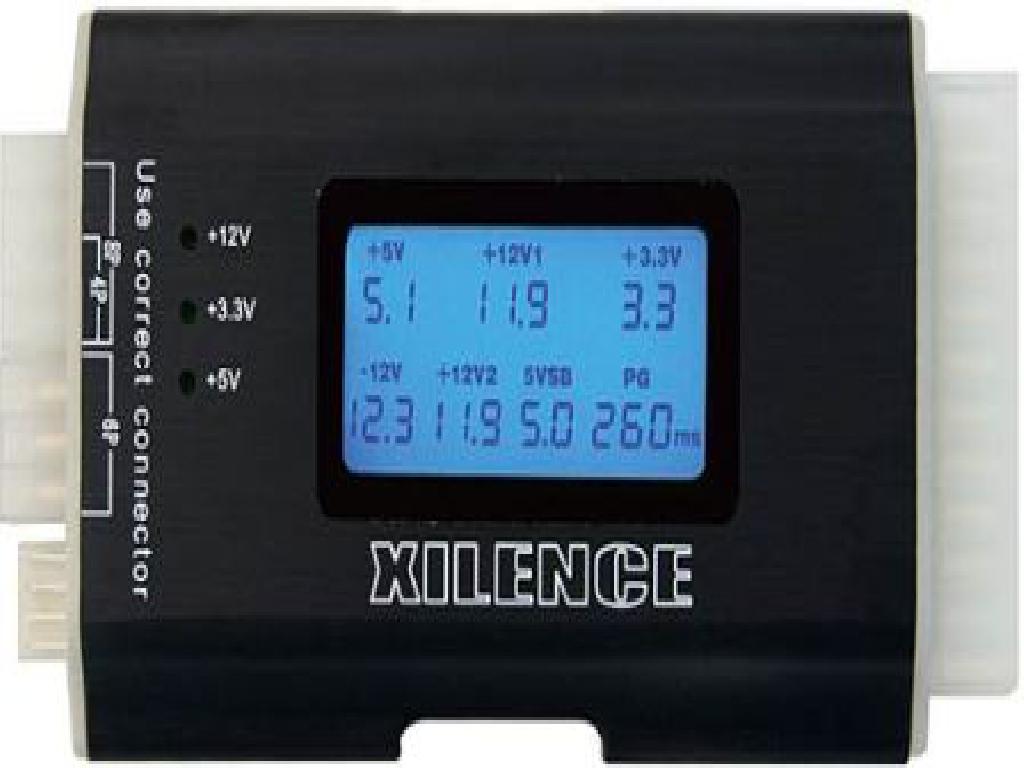 Use correct connector
8P
4P
6P
+12V
+3.3V
+5V
+5V +12V1 +3.3V
5.1 11.9 3.3
-12V +12V2 5VSB PG
12.3 11.9 5.0 260ms
XILENCE